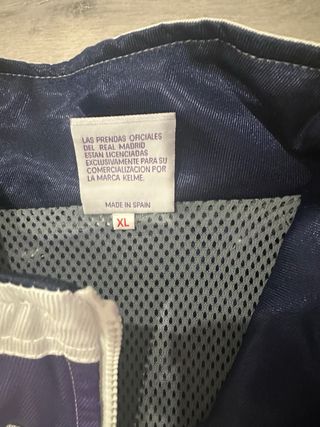 LAS PRENDAS OFICIALES
DEL REAL MADRID
ESTAN LICENCIADAS
EXCLUSIVAMENTE PARA SU
COMERCIALIZACION POR
LA MARCA KELME.
MADE IN SPAIN
XL